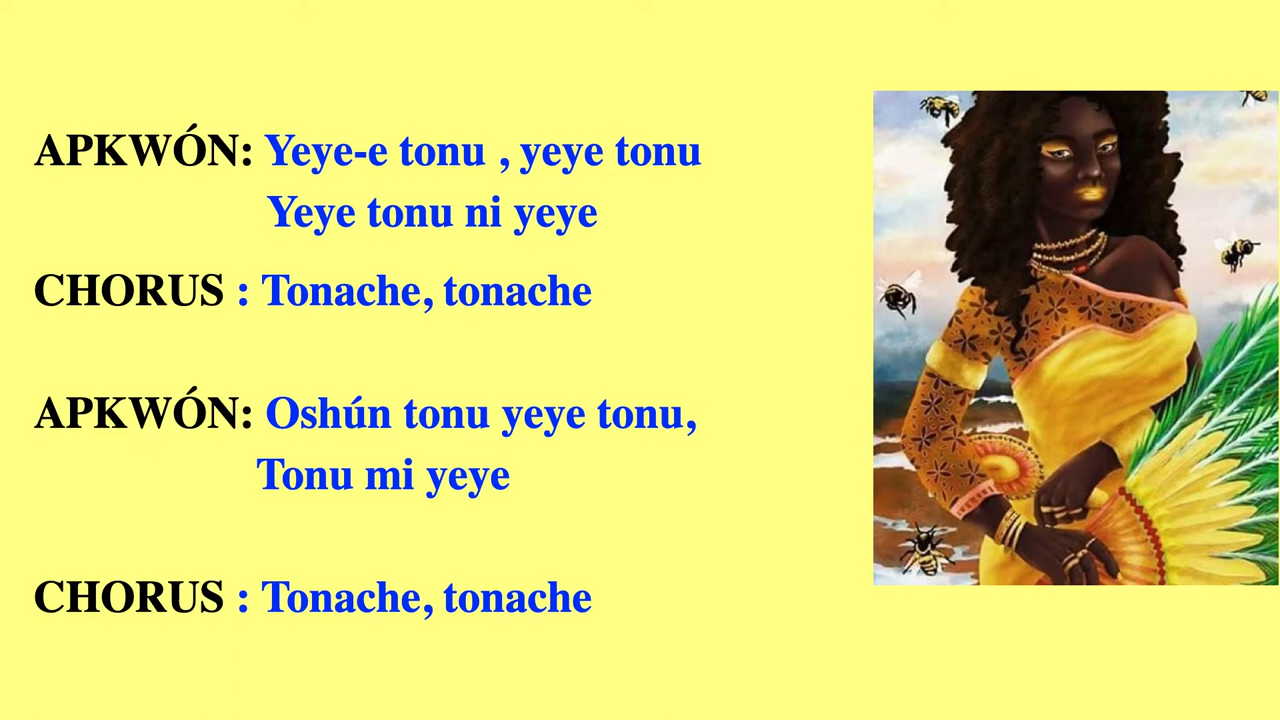 APKWÓN: Yeye-e tonu , yeye tonu
Yeye tonu ni yeye
CHORUS : Tonache, tonache
APKWÓN: Oshún tonu yeye tonu,
Tonu mi yeye
CHORUS : Tonache, tonache